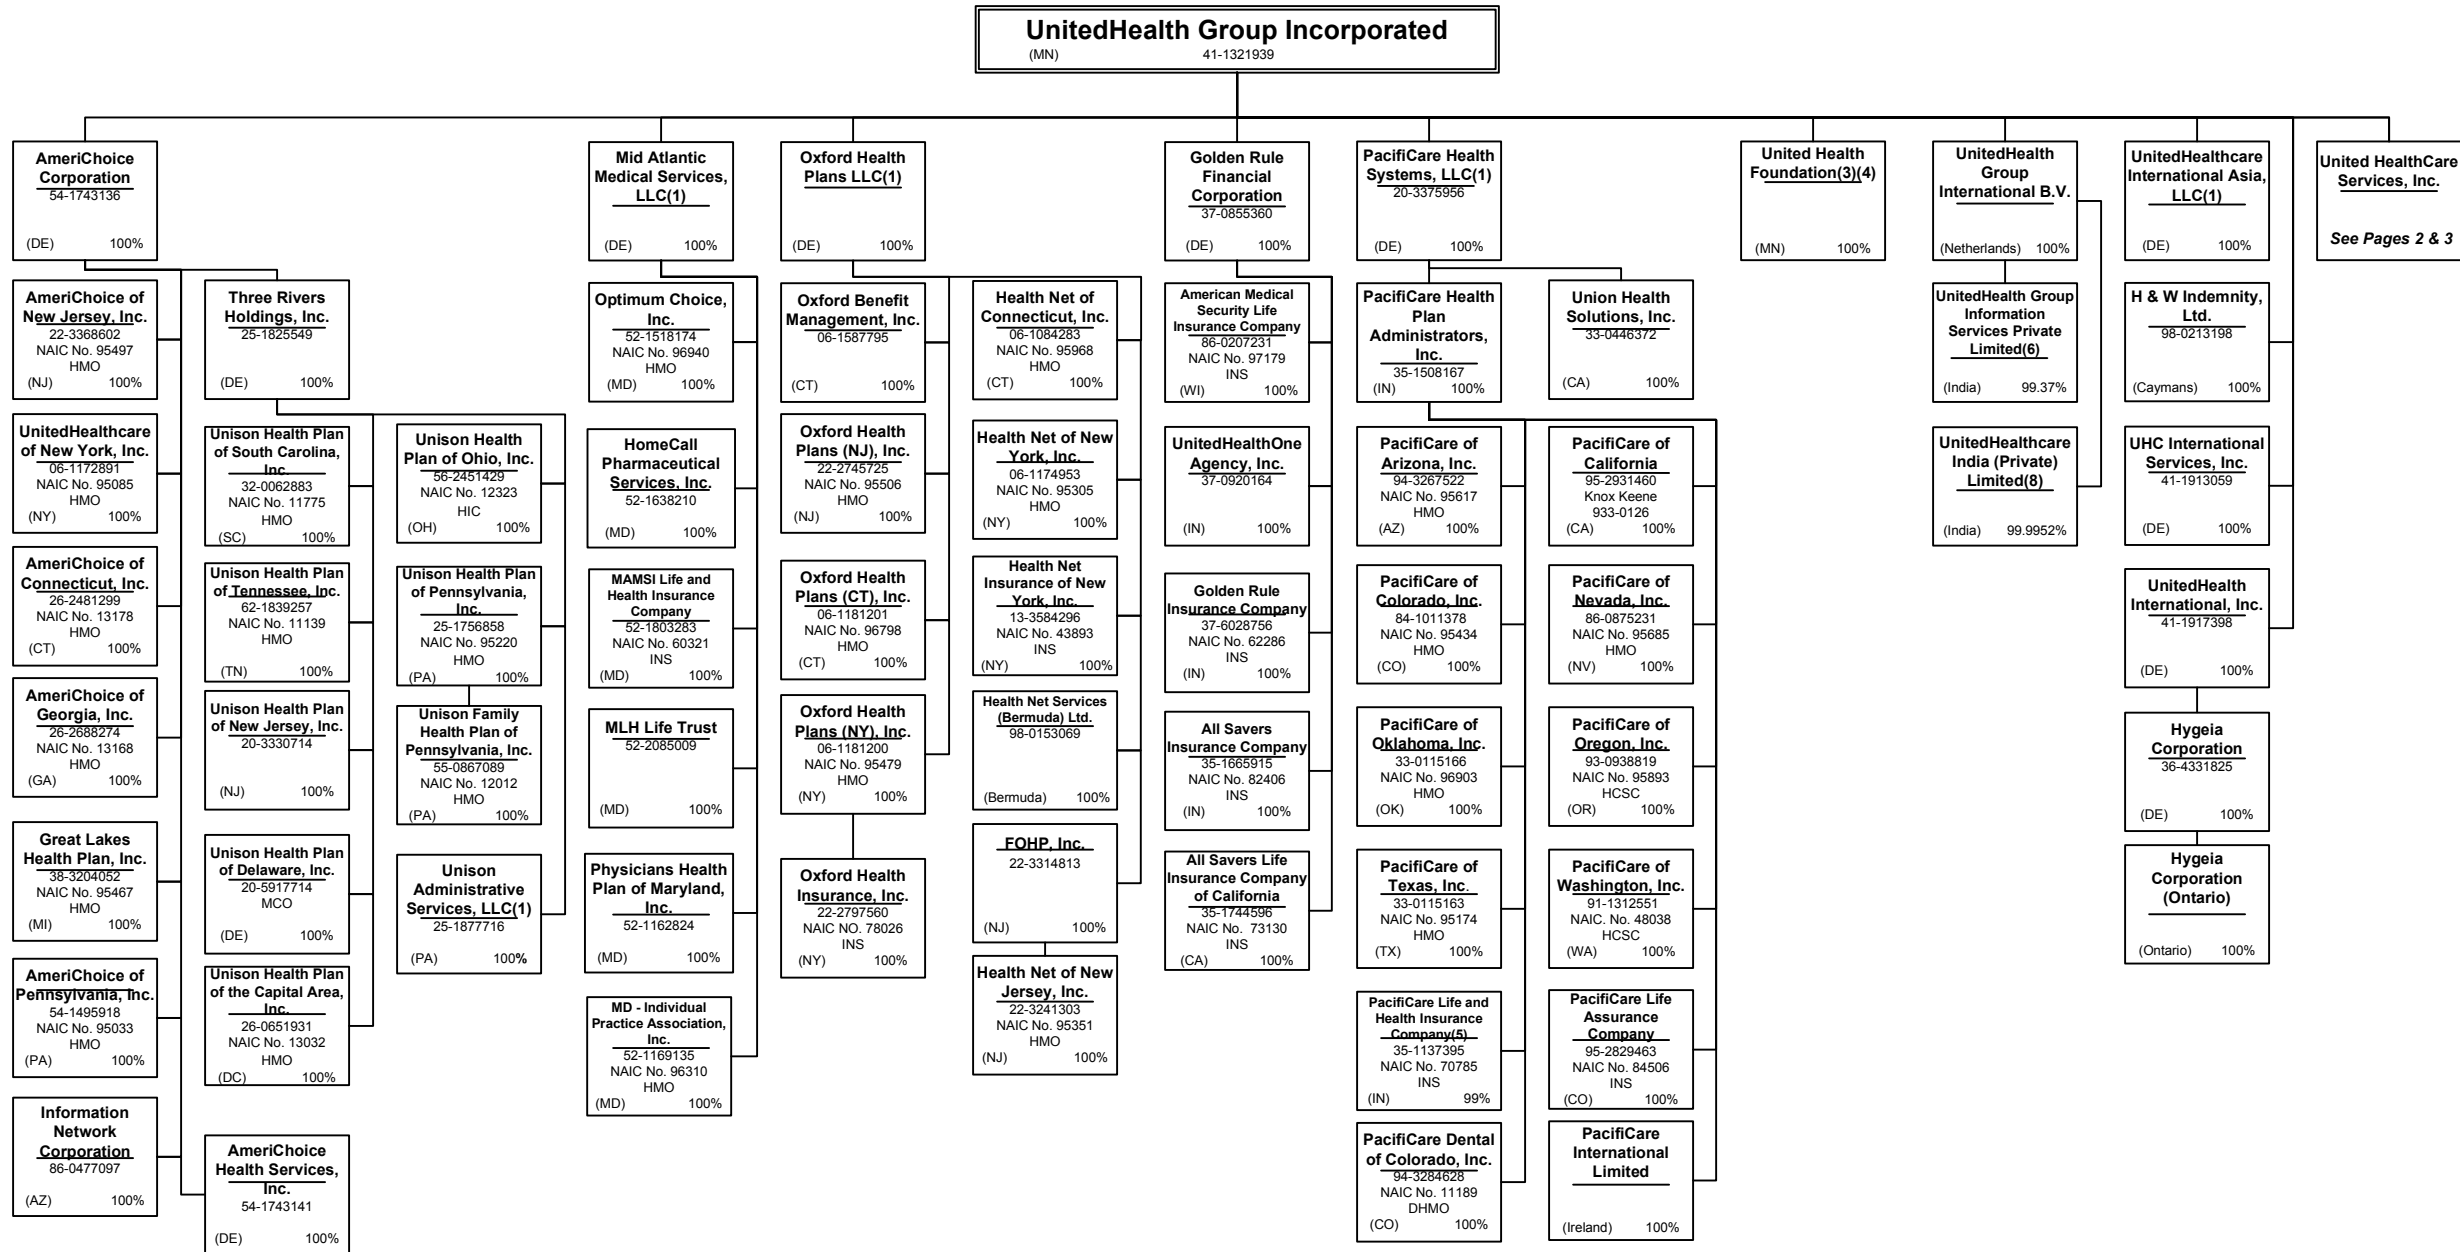 UnitedHealth Group Incorporated
(MN) 41-1321939
AmeriChoice
Corporation
54-1743136
(DE) 100%
Mid Atlantic
Medical Services,
LLC(1)
(DE) 100%
Oxford Health
Plans LLC(1)
(DE) 100%
Golden Rule
Financial
Corporation
37-0855360
(DE) 100%
PacifiCare Health
Systems, LLC(1)
20-3375956
(DE) 100%
United Health
Foundation(3)(4)
(MN) 100%
UnitedHealth
Group
International B.V.
(Netherlands) 100%
UnitedHealthcare
International Asia,
LLC(1)
(DE) 100%
United HealthCare
Services, Inc.
See Pages 2 & 3
AmeriChoice of
New Jersey, Inc.
22-3368602
NAIC No. 95497
HMO
(NJ) 100%
UnitedHealthcare
of New York, Inc.
06-1172891
NAIC No. 95085
HMO
(NY) 100%
AmeriChoice of
Connecticut, Inc.
26-2481299
NAIC No. 13178
HMO
(CT) 100%
AmeriChoice of
Georgia, Inc.
26-2688274
NAIC No. 13168
HMO
(GA) 100%
Great Lakes
Health Plan, Inc.
38-3204052
NAIC No. 95467
HMO
(MI) 100%
AmeriChoice of
Pennsylvania, Inc.
54-1495918
NAIC No. 95033
HMO
(PA) 100%
Information
Network
Corporation
86-0477097
(AZ) 100%
Three Rivers
Holdings, Inc.
25-1825549
(DE) 100%
Unison Health Plan
of South Carolina,
Inc.
32-0062883
NAIC No. 11775
HMO
(SC) 100%
Unison Health Plan
of Tennessee, Inc.
62-1839257
NAIC No. 11139
HMO
(TN) 100%
Unison Health Plan
of New Jersey, Inc.
20-3330714
(NJ) 100%
Unison Health Plan
of Delaware, Inc.
20-5917714
MCO
(DE) 100%
Unison Health Plan
of the Capital Area,
Inc.
26-0651931
NAIC No. 13032
HMO
(DC) 100%
AmeriChoice
Health Services,
Inc.
54-1743141
(DE) 100%
Unison Health
Plan of Ohio, Inc.
56-2451429
NAIC No. 12323
HIC
(OH) 100%
Unison Health Plan
of Pennsylvania,
Inc.
25-1756858
NAIC No. 95220
HMO
(PA) 100%
Unison Family
Health Plan of
Pennsylvania, Inc.
55-0867089
NAIC No. 12012
HMO
(PA) 100%
Unison
Administrative
Services, LLC(1)
25-1877716
(PA) 100%
Optimum Choice,
Inc.
52-1518174
NAIC No. 96940
HMO
(MD) 100%
HomeCall
Pharmaceutical
Services, Inc.
52-1638210
(MD) 100%
MAMSI Life and
Health Insurance
Company
52-1803283
NAIC No. 60321
INS
(MD) 100%
MLH Life Trust
52-2085009
(MD) 100%
Physicians Health
Plan of Maryland,
Inc.
52-1162824
(MD) 100%
MD - Individual
Practice Association,
Inc.
52-1169135
NAIC No. 96310
HMO
(MD) 100%
Oxford Benefit
Management, Inc.
06-1587795
(CT) 100%
Oxford Health
Plans (NJ), Inc.
22-2745725
NAIC No. 95506
HMO
(NJ) 100%
Oxford Health
Plans (CT), Inc.
06-1181201
NAIC No. 96798
HMO
(CT) 100%
Oxford Health
Plans (NY), Inc.
06-1181200
NAIC No. 95479
HMO
(NY) 100%
Oxford Health
Insurance, Inc.
22-2797560
NAIC NO. 78026
INS
(NY) 100%
Health Net of
Connecticut, Inc.
06-1084283
NAIC No. 95968
HMO
(CT) 100%
Health Net of New
York, Inc.
06-1174953
NAIC No. 95305
HMO
(NY) 100%
Health Net
Insurance of New
York, Inc.
13-3584296
NAIC No. 43893
INS
(NY) 100%
Health Net Services
(Bermuda) Ltd.
98-0153069
(Bermuda) 100%
FOHP, Inc.
22-3314813
(NJ) 100%
Health Net of New
Jersey, Inc.
22-3241303
NAIC No. 95351
HMO
(NJ) 100%
American Medical
Security Life
Insurance Company
86-0207231
NAIC No. 97179
INS
(WI) 100%
UnitedHealthOne
Agency, Inc.
37-0920164
(IN) 100%
Golden Rule
Insurance Company
37-6028756
NAIC No. 62286
INS
(IN) 100%
All Savers
Insurance Company
35-1665915
NAIC No. 82406
INS
(IN) 100%
All Savers Life
Insurance Company
of California
35-1744596
NAIC No. 73130
INS
(CA) 100%
PacifiCare Health
Plan
Administrators,
Inc.
35-1508167
(IN) 100%
PacifiCare of
Arizona, Inc.
94-3267522
NAIC No. 95617
HMO
(AZ) 100%
PacifiCare of
Colorado, Inc.
84-1011378
NAIC No. 95434
HMO
(CO) 100%
PacifiCare of
Oklahoma, Inc.
33-0115166
NAIC No. 96903
HMO
(OK) 100%
PacifiCare of
Texas, Inc.
33-0115163
NAIC No. 95174
HMO
(TX) 100%
PacifiCare Life and
Health Insurance
Company(5)
35-1137395
NAIC No. 70785
INS
(IN) 99%
PacifiCare Dental
of Colorado, Inc.
94-3284628
NAIC No. 11189
DHMO
(CO) 100%
Union Health
Solutions, Inc.
33-0446372
(CA) 100%
PacifiCare of
California
95-2931460
Knox Keene
933-0126
(CA) 100%
PacifiCare of
Nevada, Inc.
86-0875231
NAIC No. 95685
HMO
(NV) 100%
PacifiCare of
Oregon, Inc.
93-0938819
NAIC No. 95893
HCSC
(OR) 100%
PacifiCare of
Washington, Inc.
91-1312551
NAIC. No. 48038
HCSC
(WA) 100%
PacifiCare Life
Assurance
Company
95-2829463
NAIC No. 84506
INS
(CO) 100%
PacifiCare
International
Limited
(Ireland) 100%
UnitedHealth Group
Information
Services Private
Limited(6)
(India) 99.37%
UnitedHealthcare
India (Private)
Limited(8)
(India) 99.9952%
H & W Indemnity,
Ltd.
98-0213198
(Caymans) 100%
UHC International
Services, Inc.
41-1913059
(DE) 100%
UnitedHealth
International, Inc.
41-1917398
(DE) 100%
Hygeia
Corporation
36-4331825
(DE) 100%
Hygeia
Corporation
(Ontario)
(Ontario) 100%